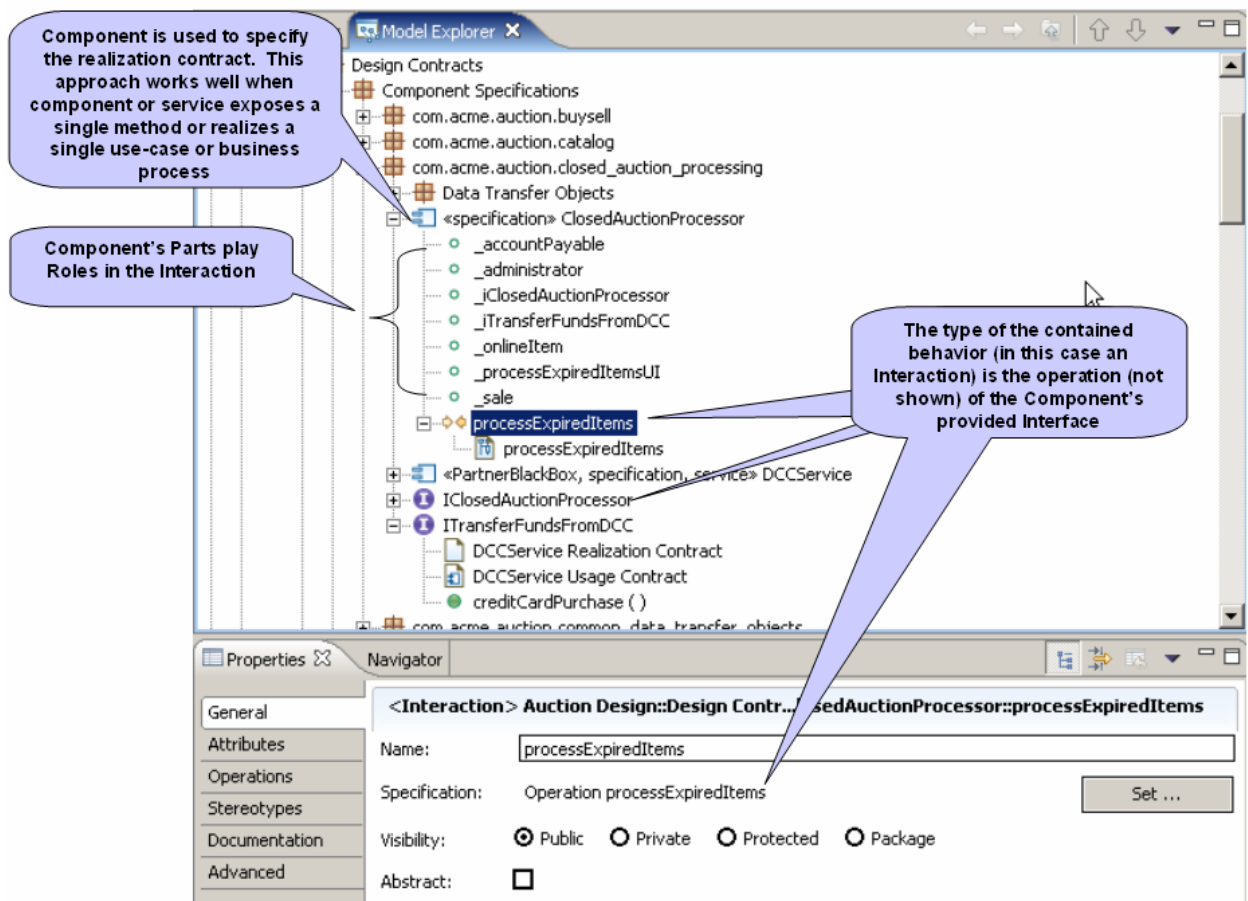 Component is used to specify
the realization contract. This
approach works well when
component or service exposes a
single method or realizes a
single use-case or business
process
Component's Parts play
Roles in the Interaction
Model Explorer
Design Contracts
Component Specifications
com.acme.auction.buysell
com.acme.auction.catalog
com.acme.auction.closed_auction_processing
Data Transfer Objects
«specification» ClosedAuctionProcessor
_accountPayable
_administrator
_iClosedAuctionProcessor
_iTransferFundsFromDCC
_onlineItem
_processExpiredItemsUI
_sale
processExpiredItems
processExpiredItems
«PartnerBlackBox, specification, service» DCCService
IClosedAuctionProcessor
ITransferFundsFromDCC
DCCService Realization Contract
DCCService Usage Contract
creditCardPurchase ( )
com.acme.auction.common_data_transfer_objects
The type of the contained
behavior (in this case an
Interaction) is the operation (not
shown) of the Component's
provided Interface
Properties
Navigator
General
Attributes
Operations
Stereotypes
Documentation
Advanced
<Interaction> Auction Design::Design Contr...losedAuctionProcessor::processExpiredItems
Name: processExpiredItems
Specification: Operation processExpiredItems Set ...
Visibility: Public Private Protected Package
Abstract: